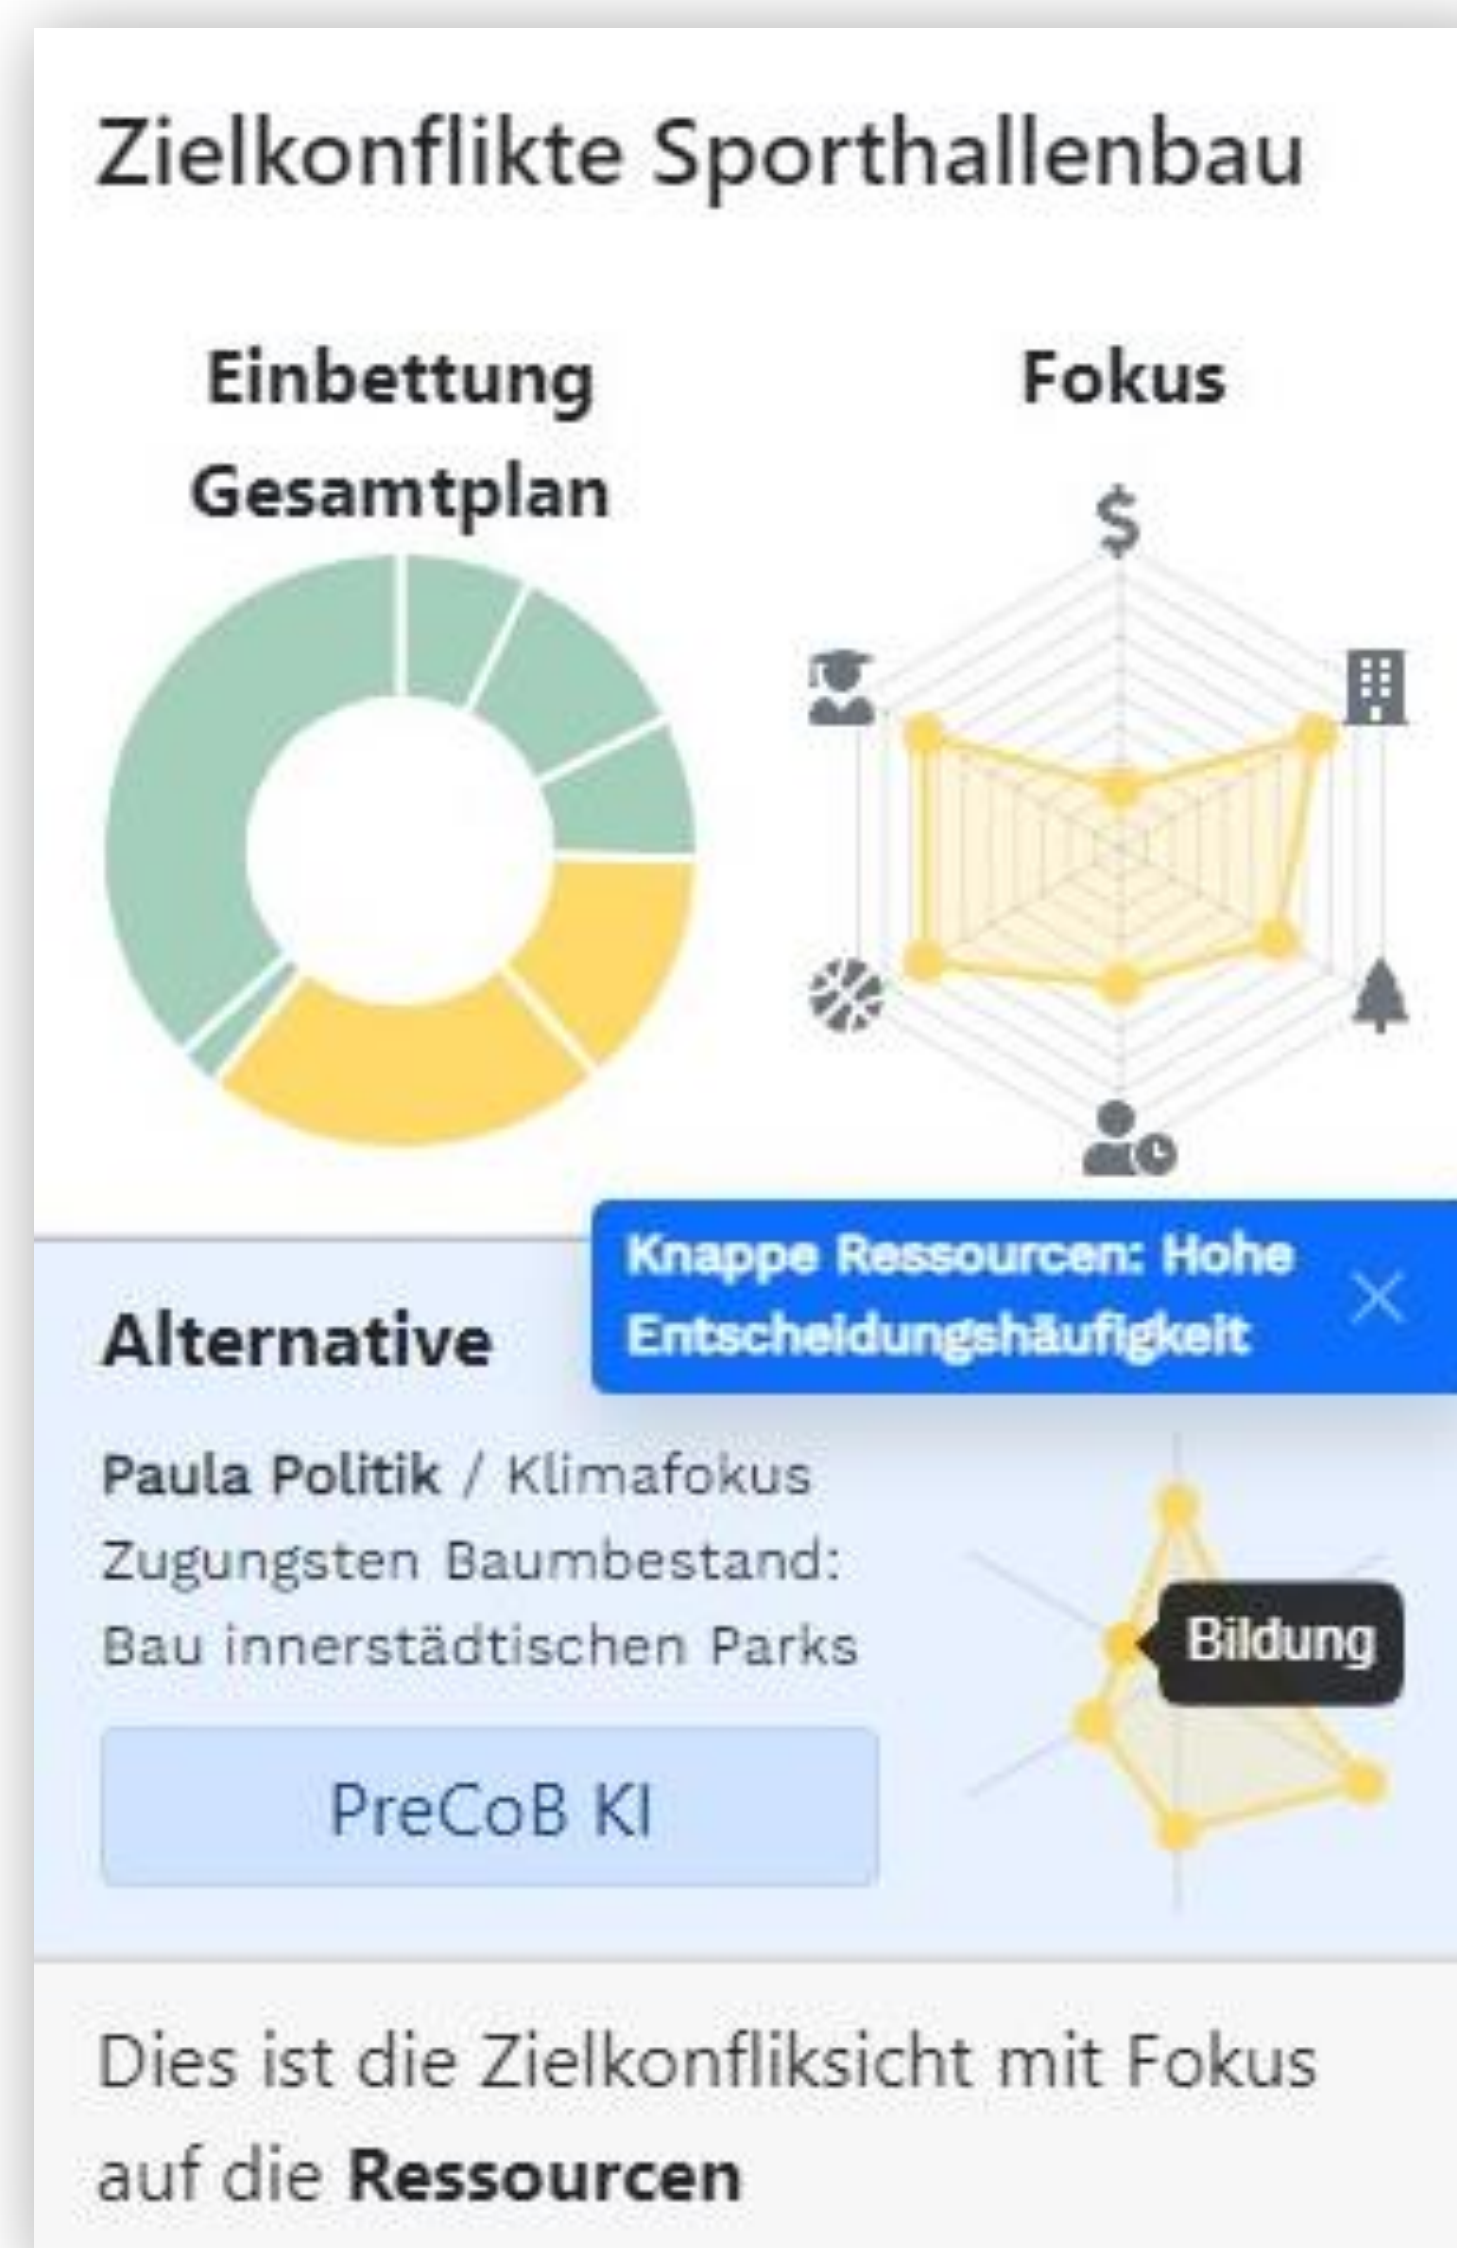 Zielkonflikte Sporthallenbau
Einbettung
Gesamtplan
Fokus
$
Knappe Ressourcen: Hohe
Entscheidungshäufigkeit
Alternative
Paula Politik / Klimafokus
Zugungsten Baumbestand:
Bau innerstädtischen Parks
Bildung
PreCoB KI
Dies ist die Zielkonfliksicht mit Fokus
auf die Ressourcen